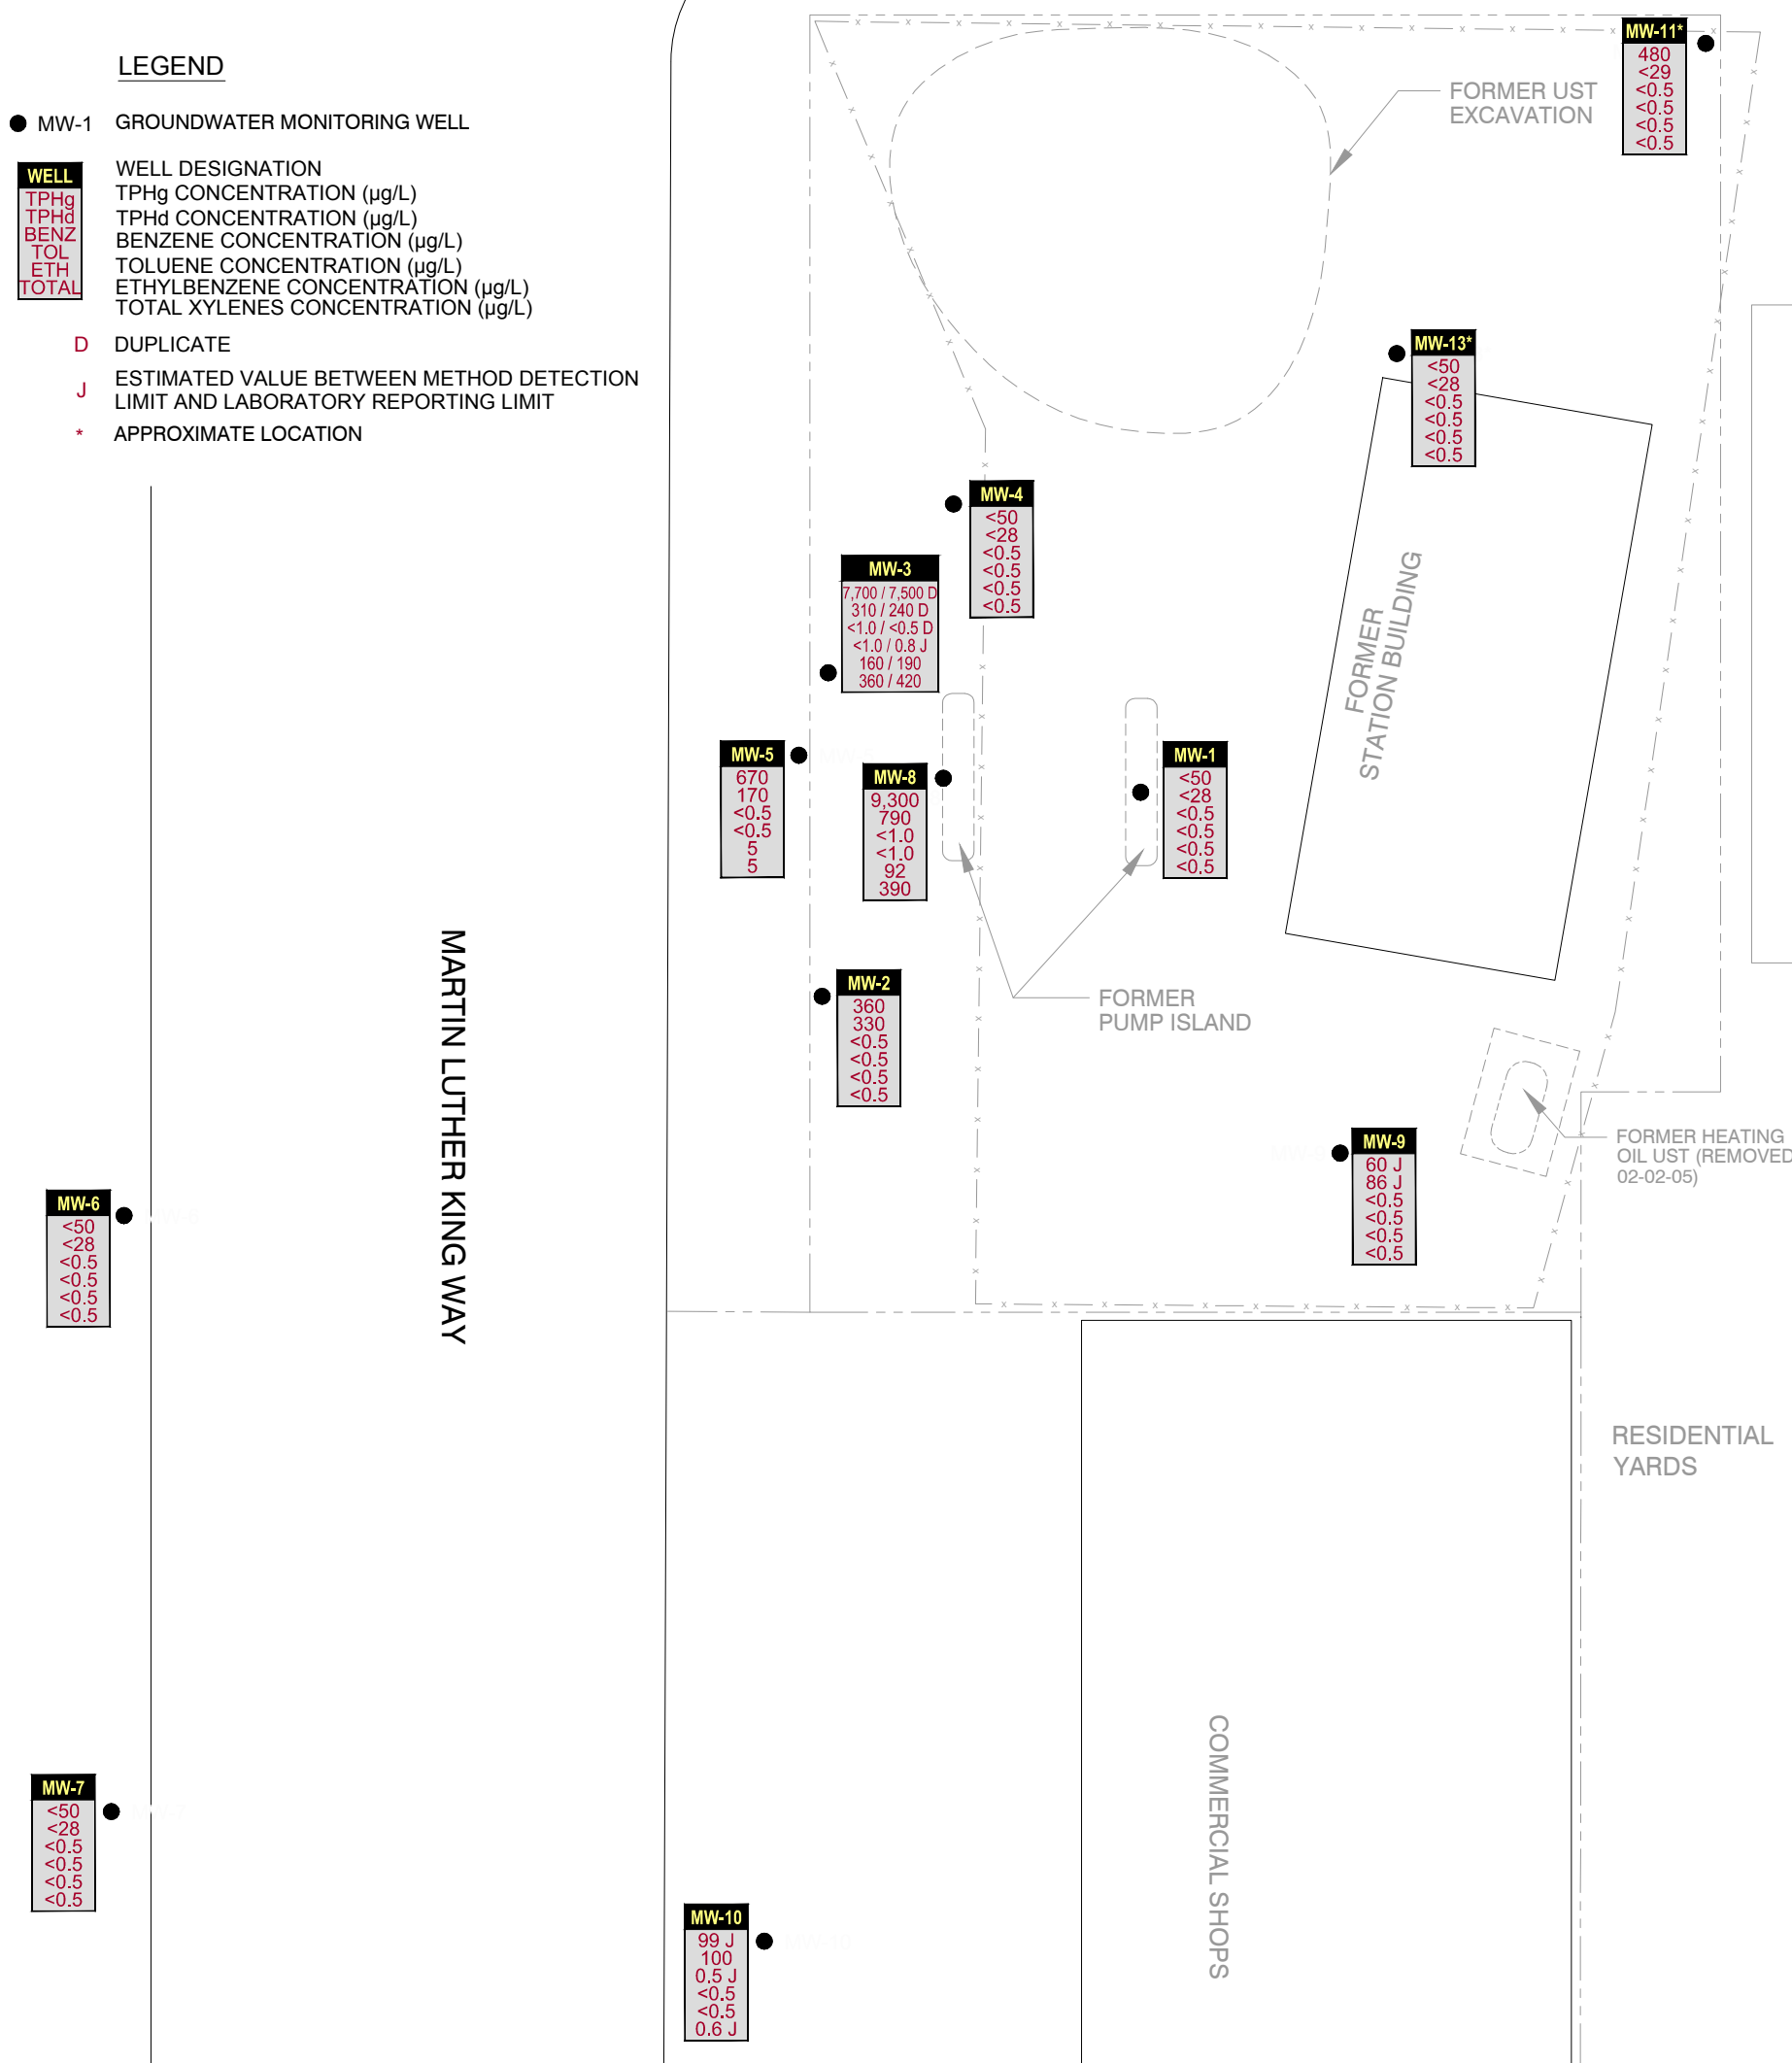 LEGEND
MW-1 GROUNDWATER MONITORING WELL
WELL
TPHg
TPHd
BENZ
TOL
ETH
TOTAL
WELL DESIGNATION
TPHg CONCENTRATION (µg/L)
TPHd CONCENTRATION (µg/L)
BENZENE CONCENTRATION (µg/L)
TOLUENE CONCENTRATION (µg/L)
ETHYLBENZENE CONCENTRATION (µg/L)
TOTAL XYLENES CONCENTRATION (µg/L)
D DUPLICATE
J ESTIMATED VALUE BETWEEN METHOD DETECTION
LIMIT AND LABORATORY REPORTING LIMIT
* APPROXIMATE LOCATION
MW-11*
480
<29
<0.5
<0.5
<0.5
<0.5
FORMER UST
EXCAVATION
MW-13*
<50
<28
<0.5
<0.5
<0.5
<0.5
MW-4
<50
<28
<0.5
<0.5
<0.5
<0.5
MW-3
7,700 / 7,500 D
310 / 240 D
<1.0 / <0.5 D
<1.0 / 0.8 J
160 / 190
360 / 420
FORMER
STATION BUILDING
MW-5
670
170
<0.5
<0.5
5
5
MW-8
9,300
790
<1.0
<1.0
92
390
MW-1
<50
<28
<0.5
<0.5
<0.5
<0.5
MARTIN LUTHER KING WAY
MW-2
360
330
<0.5
<0.5
<0.5
<0.5
FORMER
PUMP ISLAND
MW-9
60 J
86 J
<0.5
<0.5
<0.5
<0.5
FORMER HEATING
OIL UST (REMOVED
02-02-05)
MW-6
<50
<28
<0.5
<0.5
<0.5
<0.5
RESIDENTIAL
YARDS
MW-7
<50
<28
<0.5
<0.5
<0.5
<0.5
COMMERCIAL SHOPS
MW-10
99 J
100
0.5 J
<0.5
<0.5
0.6 J